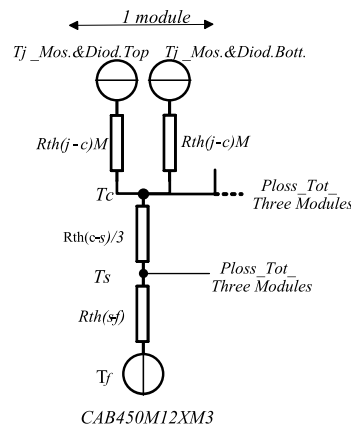 1 module
Tj _Mos.&Diod.Top Tj _Mos.&Diod.Bott.
Rth(j-c)M Rth(j-c)M
Tc
Ploss_Tot_
Three Modules
Rth(c-s)/3
Ts
Ploss_Tot_
Three Modules
Rth(s-f)
Tf
CAB450M12XM3